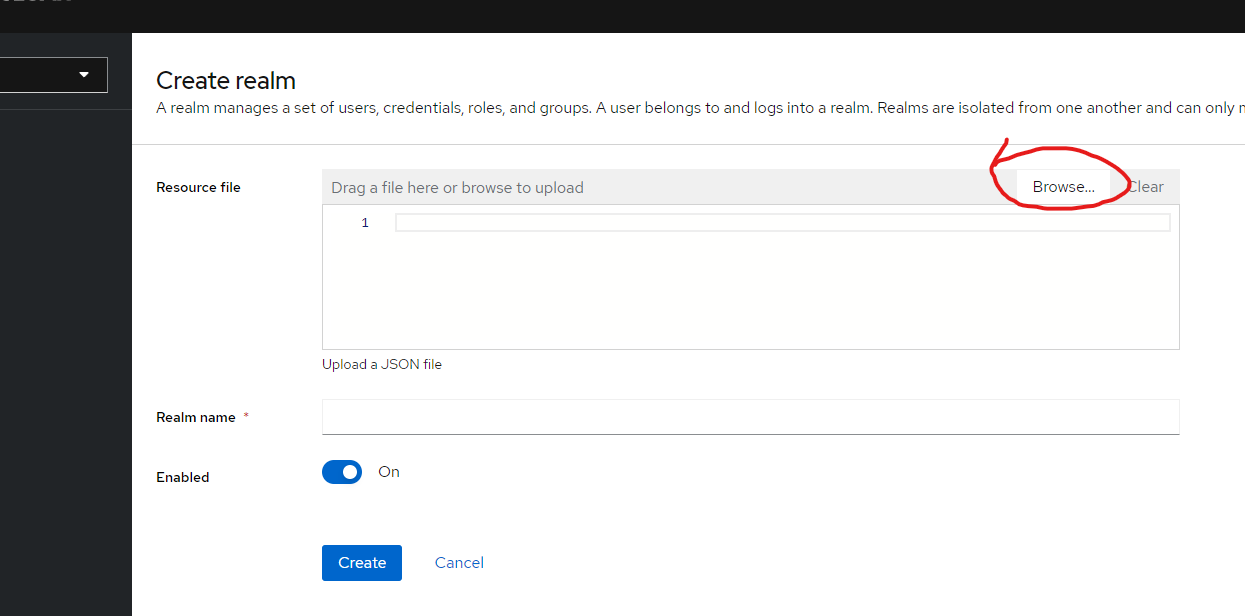 Create realm
A realm manages a set of users, credentials, roles, and groups. A user belongs to and logs into a realm. Realms are isolated from one another and can only
Resource file
Drag a file here or browse to upload
Browse...
Clear
1
Upload a JSON file
Realm name *
Enabled
On
Create
Cancel